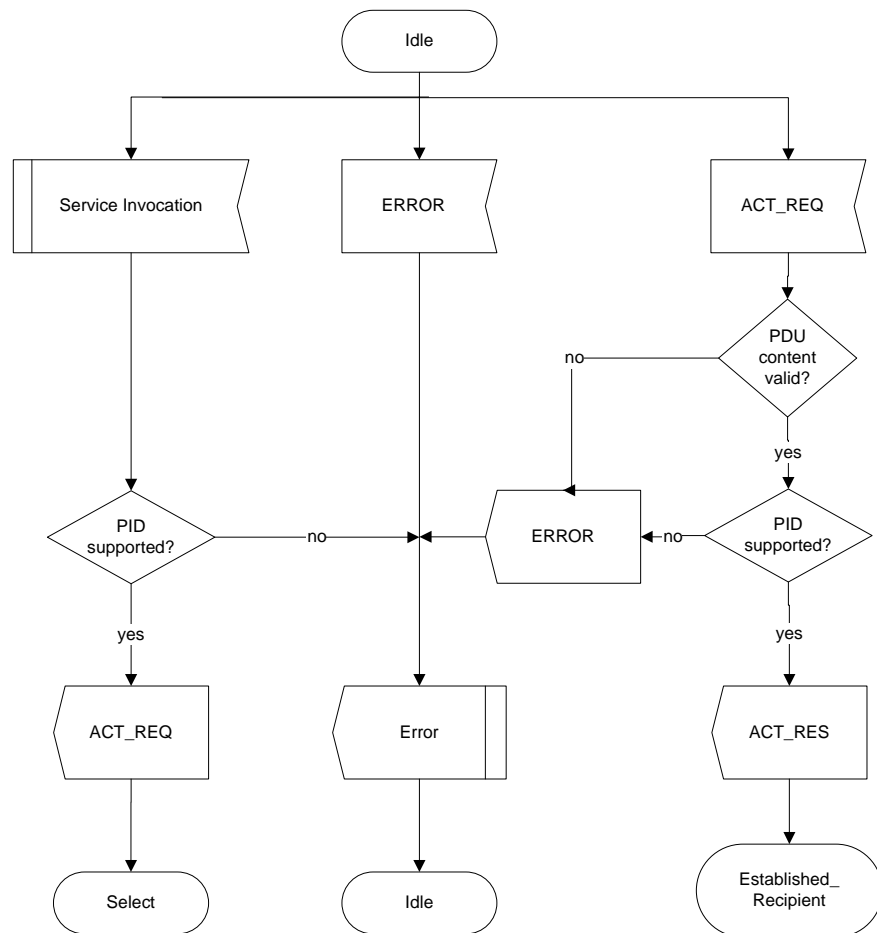 Idle
Service Invocation
ERROR
ACT_REQ
PDU
content
valid?
no
yes
PID
supported?
no
ERROR
no
PID
supported?
yes
yes
ACT_REQ
Error
ACT_RES
Select
Idle
Established_
Recipient